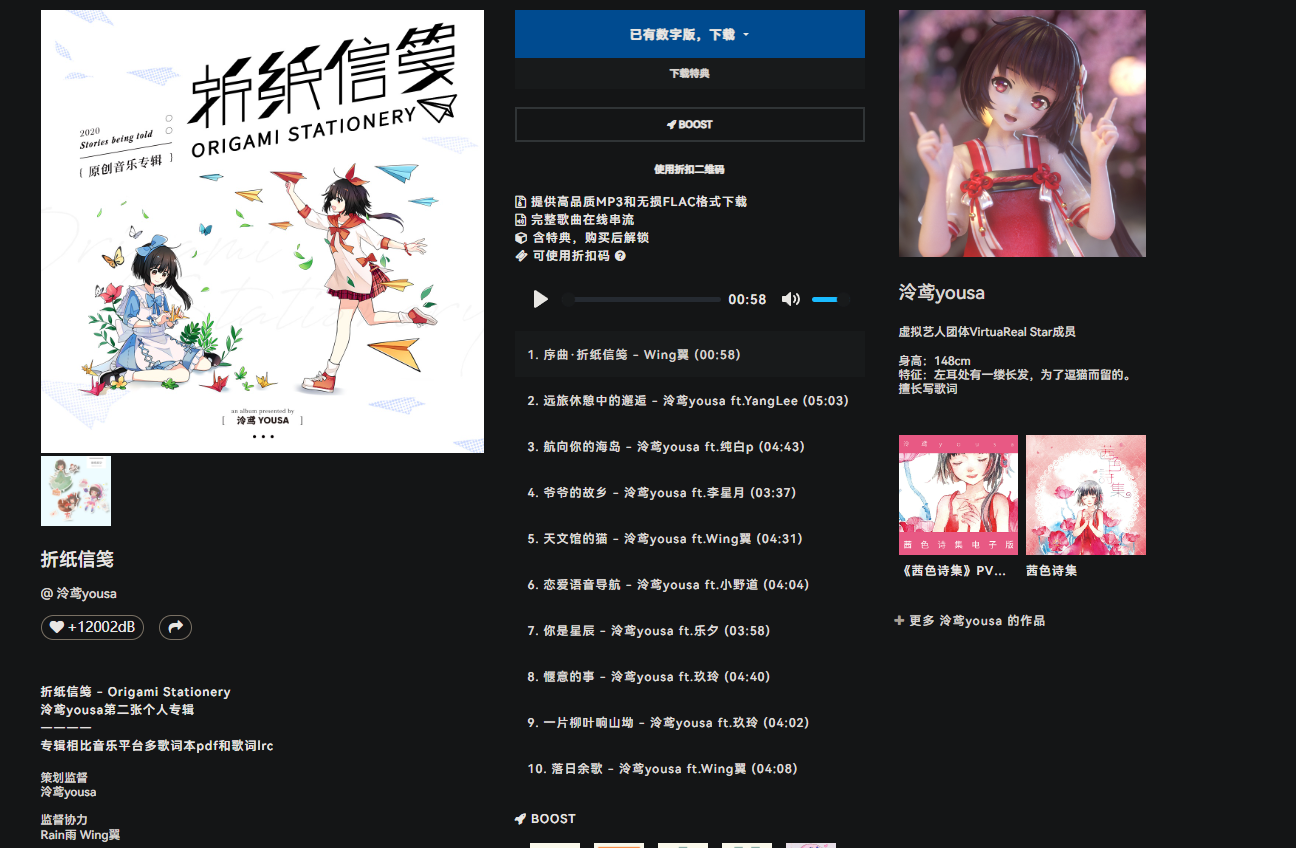 折纸信笺
ORIGAMI STATIONERY
2020
Stories being told
[ 原创音乐专辑 ]
an album presented by
[ 泠鸢 YOUSA ]
折纸信笺
@ 泠鸢yousa
+12002dB
折纸信笺 - Origami Stationery
泠鸢yousa第二张个人专辑
————
专辑相比音乐平台多歌词本pdf和歌词lrc
策划监督
泠鸢yousa
监督协力
Rain雨 Wing翼
已有数字版，下载
下载特典
BOOST
使用折扣二维码
提供高品质MP3和无损FLAC格式下载
完整歌曲在线串流
含特典，购买后解锁
可使用折扣码
00:58
1. 序曲·折纸信笺 - Wing翼 (00:58)
2. 远旅休憩中的邂逅 - 泠鸢yousa ft.YangLee (05:03)
3. 航向你的海岛 - 泠鸢yousa ft.纯白p (04:43)
4. 爷爷的故乡 - 泠鸢yousa ft.李星月 (03:37)
5. 天文馆的猫 - 泠鸢yousa ft.Wing翼 (04:31)
6. 恋爱语音导航 - 泠鸢yousa ft.小野道 (04:04)
7. 你是星辰 - 泠鸢yousa ft.乐夕 (03:58)
8. 惬意的事 - 泠鸢yousa ft.玖玲 (04:40)
9. 一片柳叶响山坳 - 泠鸢yousa ft.玖玲 (04:02)
10. 落日余歌 - 泠鸢yousa ft.Wing翼 (04:08)
BOOST
泠鸢yousa
虚拟艺人团体VirtuaReal Star成员
身高：148cm
特征：左耳处有一缕长发，为了逗猫而留的。
擅长写歌词
泠鸢yousa
茜色诗集电子版
茜色诗集
《茜色诗集》PV...
茜色诗集
更多 泠鸢yousa 的作品